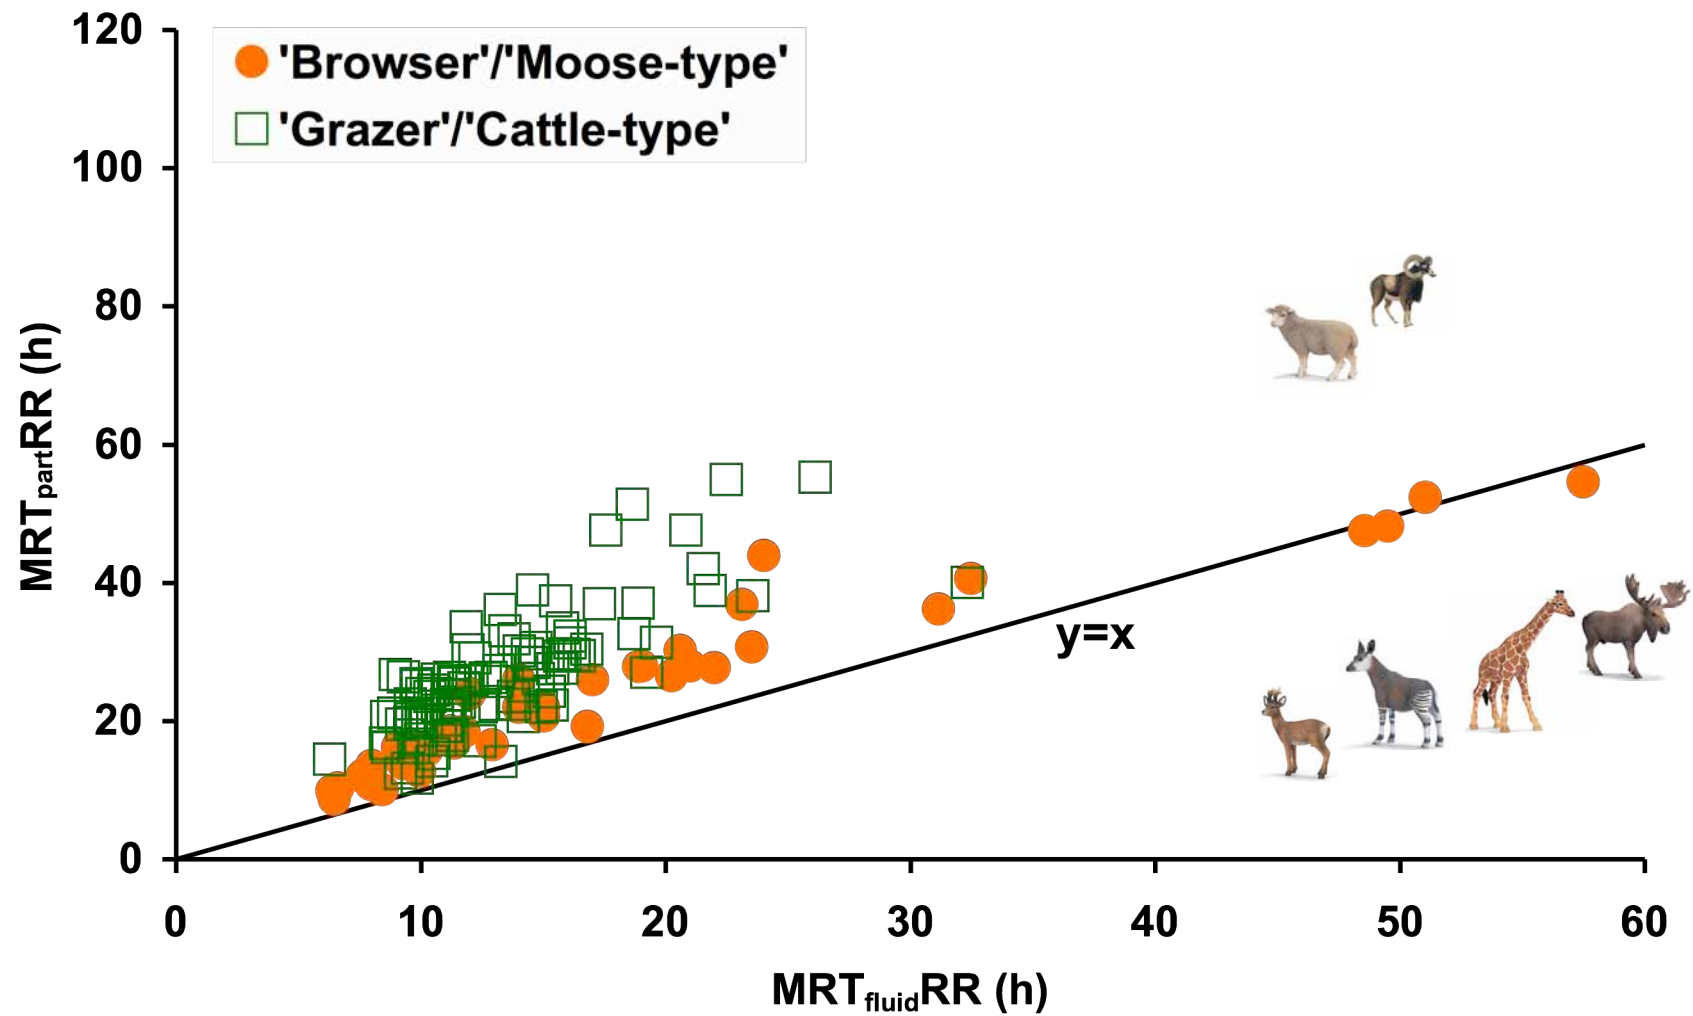 'Browser'/'Moose-type'
'Grazer'/'Cattle-type'
120
100
80
60
40
20
0
MRTpartRR (h)
y=x
0 10 20 30 40 50 60
MRTfluidRR (h)